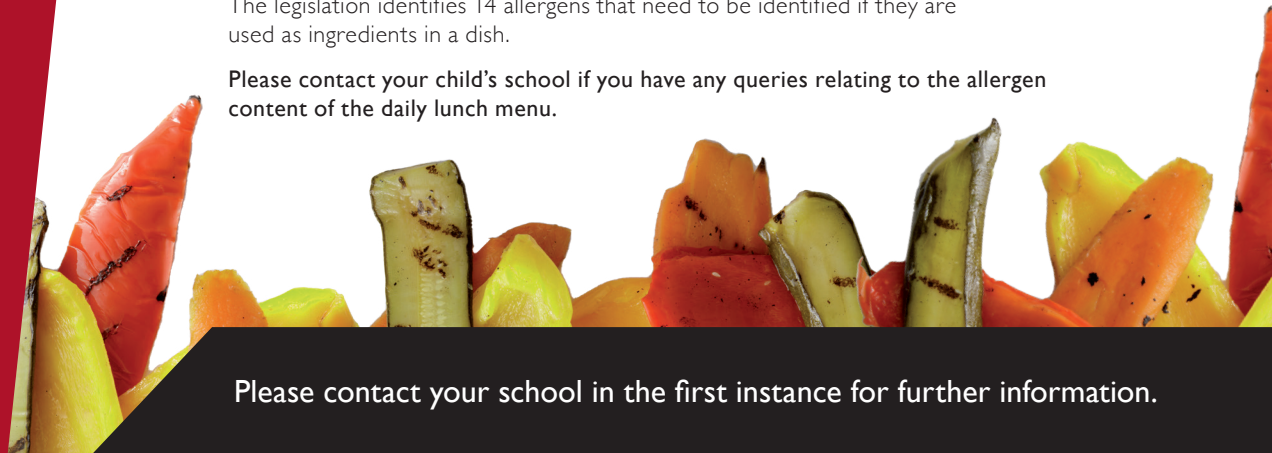 The legislation identifies 14 allergens that need to be identified if they are
used as ingredients in a dish.
Please contact your child's school if you have any queries relating to the allergen
content of the daily lunch menu.
Please contact your school in the first instance for further information.